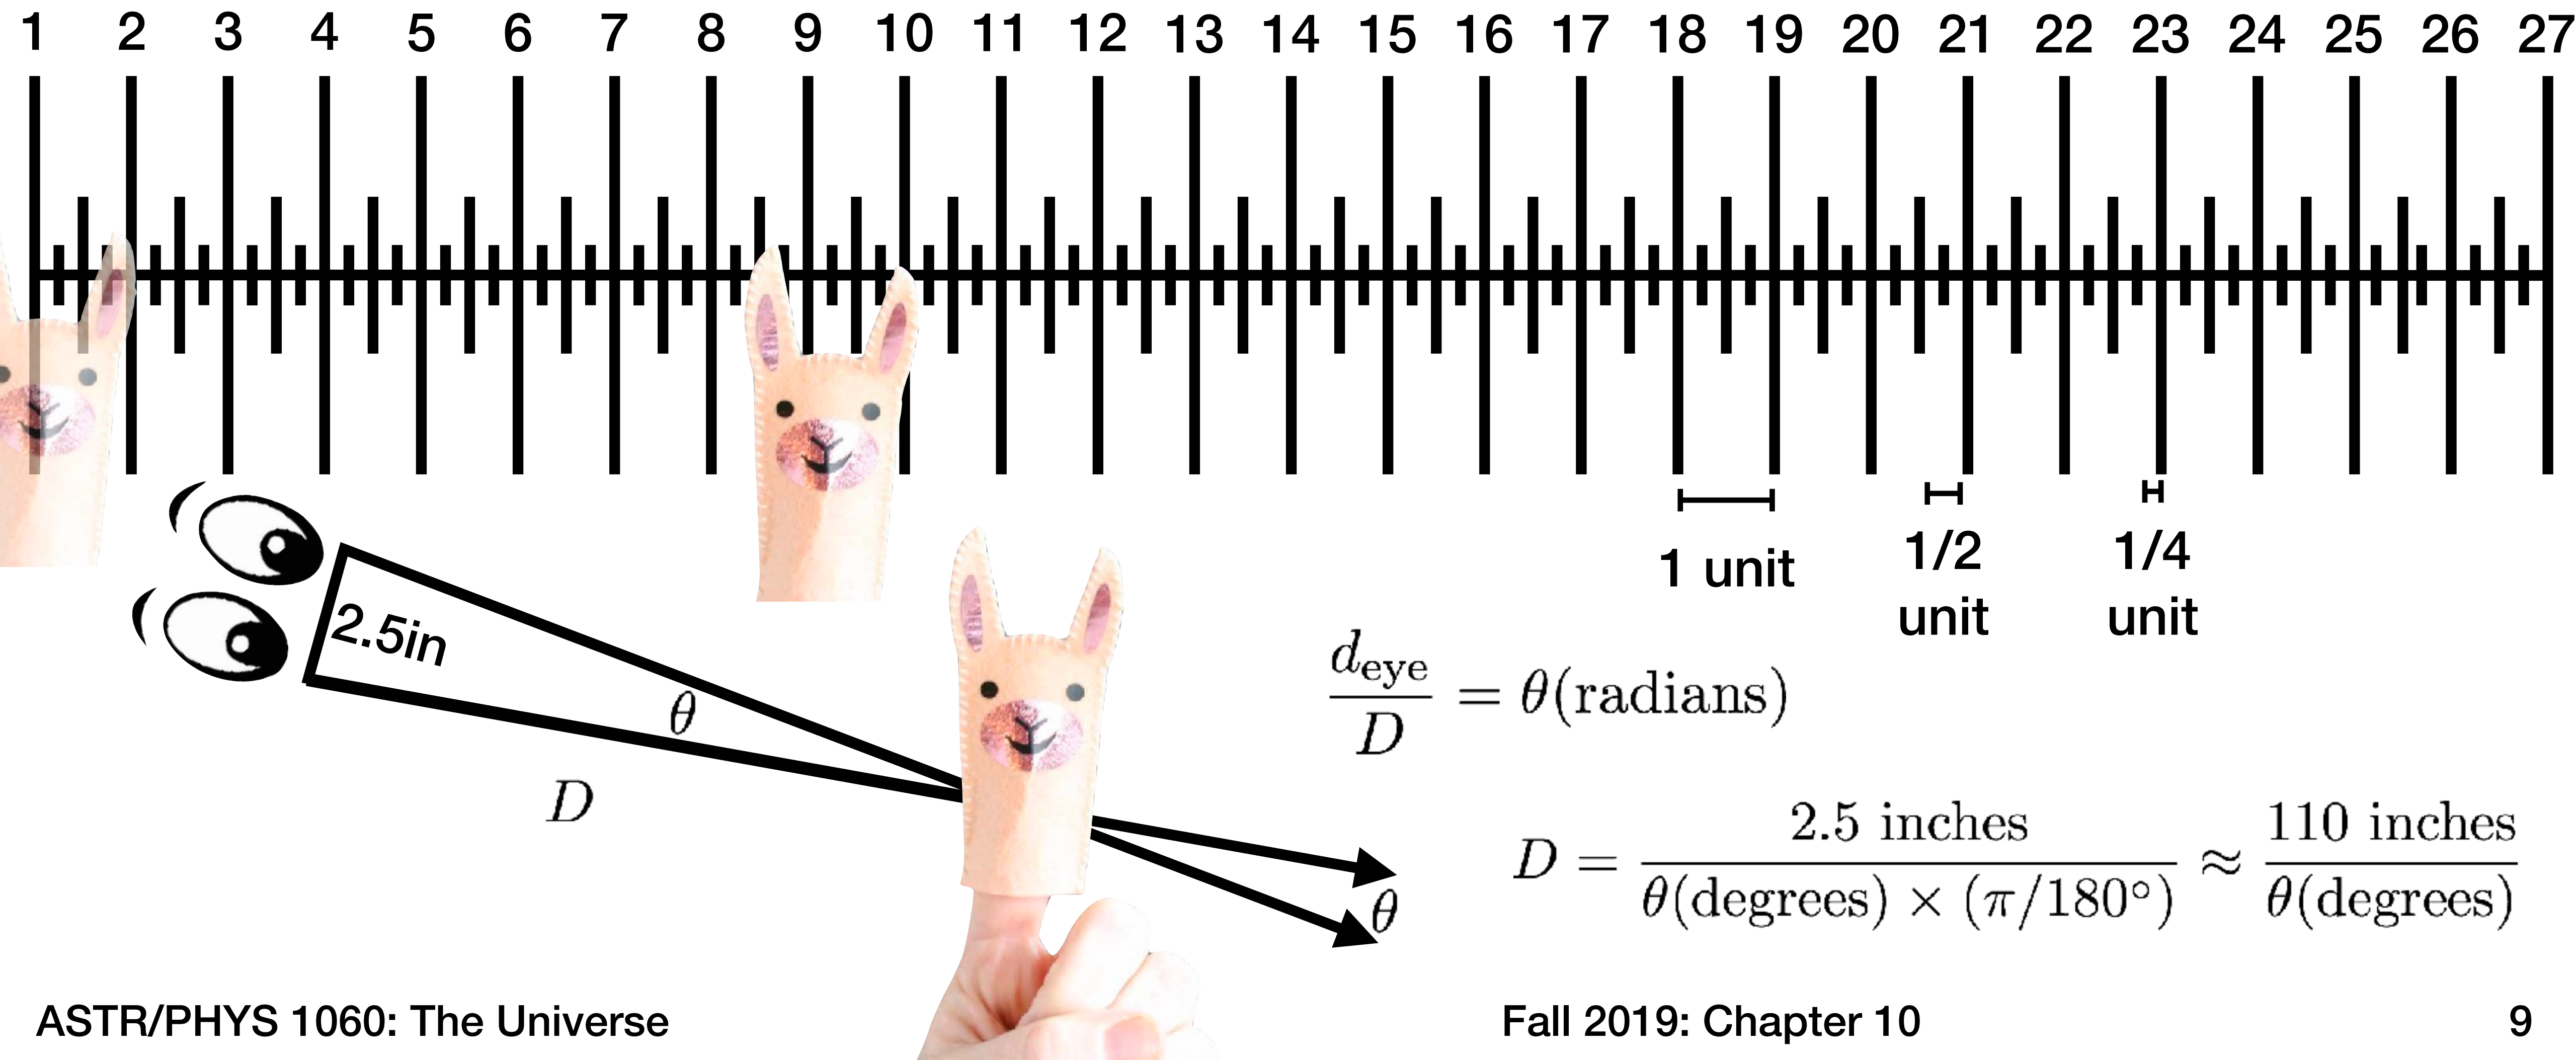 1 2 3 4 5 6 7 8 9 10 11 12 13 14 15 16 17 18 19 20 21 22 23 24 25 26 27
1 unit
1/2
unit
1/4
unit
2.5in
θ
D
θ
d_eye/D = θ(radians)
D = 2.5 inches/θ(degrees) × (π/180°) ≈ 110 inches/θ(degrees)
ASTR/PHYS 1060: The Universe
Fall 2019: Chapter 10
9